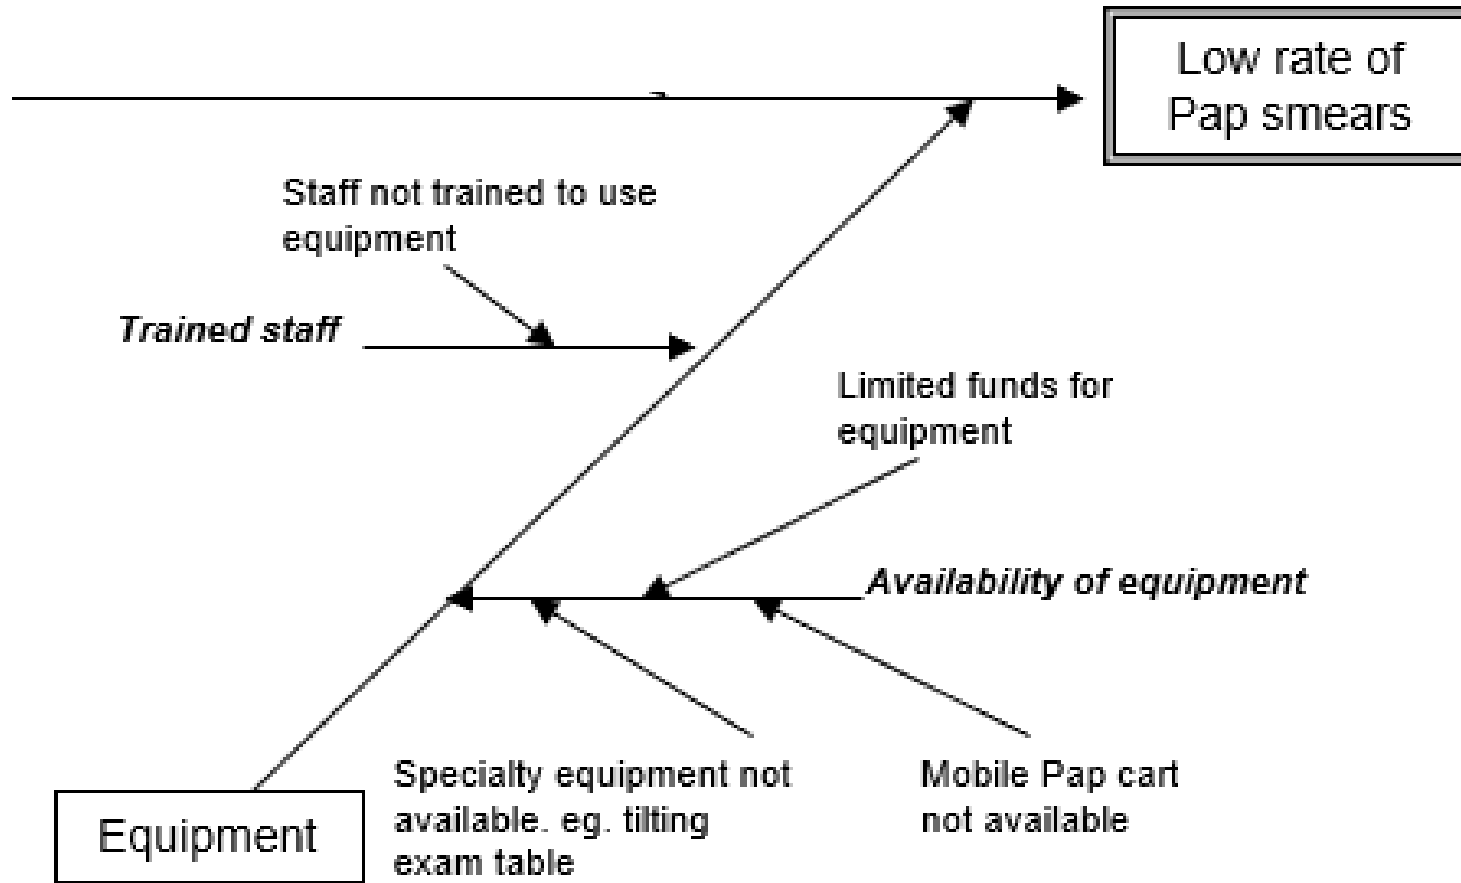 Low rate of
Pap smears
Staff not trained to use
equipment
Trained staff
Limited funds for
equipment
Availability of equipment
Specialty equipment not
available. eg. tilting
exam table
Mobile Pap cart
not available
Equipment